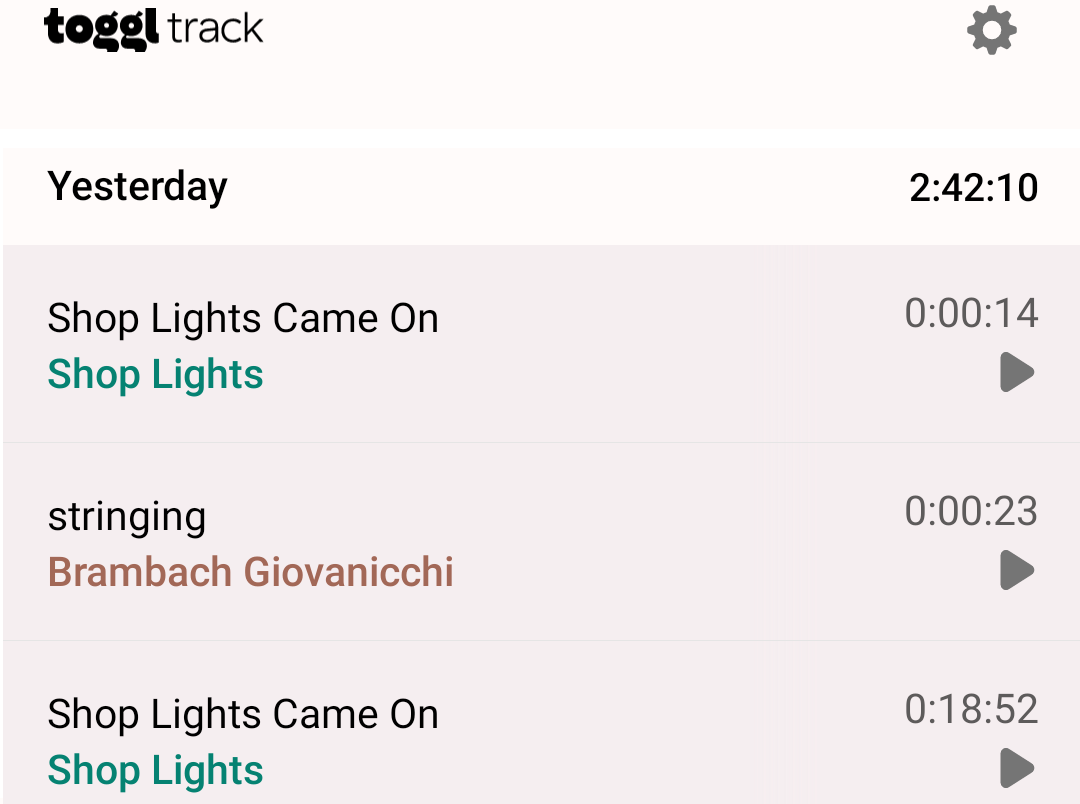 toggl track
Yesterday 2:42:10
Shop Lights Came On 0:00:14
Shop Lights
stringing 0:00:23
Brambach Giovanicchi
Shop Lights Came On 0:18:52
Shop Lights